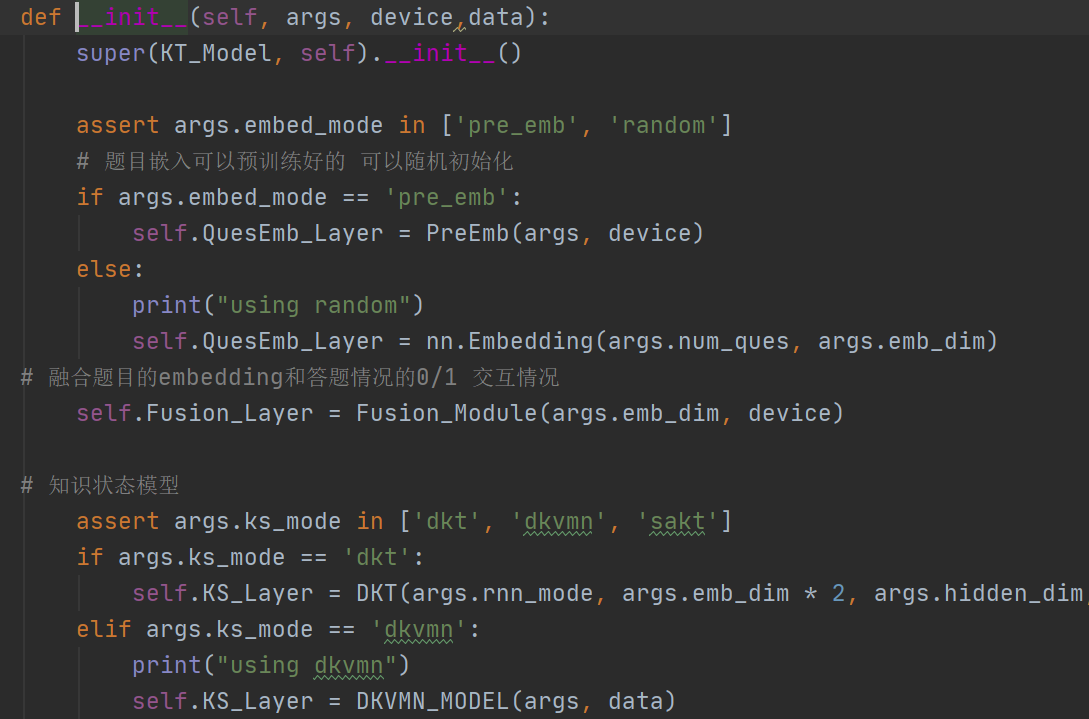 def __init__(self, args, device,data):
super(KT_Model, self).__init__()
assert args.embed_mode in ['pre_emb', 'random']
# 题目嵌入可以预训练好的 可以随机初始化
if args.embed_mode == 'pre_emb':
self.QuesEmb_Layer = PreEmb(args, device)
else:
print("using random")
self.QuesEmb_Layer = nn.Embedding(args.num_ques, args.emb_dim)
# 融合题目的embedding和答题情况的0/1 交互情况
self.Fusion_Layer = Fusion_Module(args.emb_dim, device)
# 知识状态模型
assert args.ks_mode in ['dkt', 'dkvmn', 'sakt']
if args.ks_mode == 'dkt':
self.KS_Layer = DKT(args.rnn_mode, args.emb_dim * 2, args.hidden_dim,
elif args.ks_mode == 'dkvmn':
print("using dkvmn")
self.KS_Layer = DKVMN_MODEL(args, data)